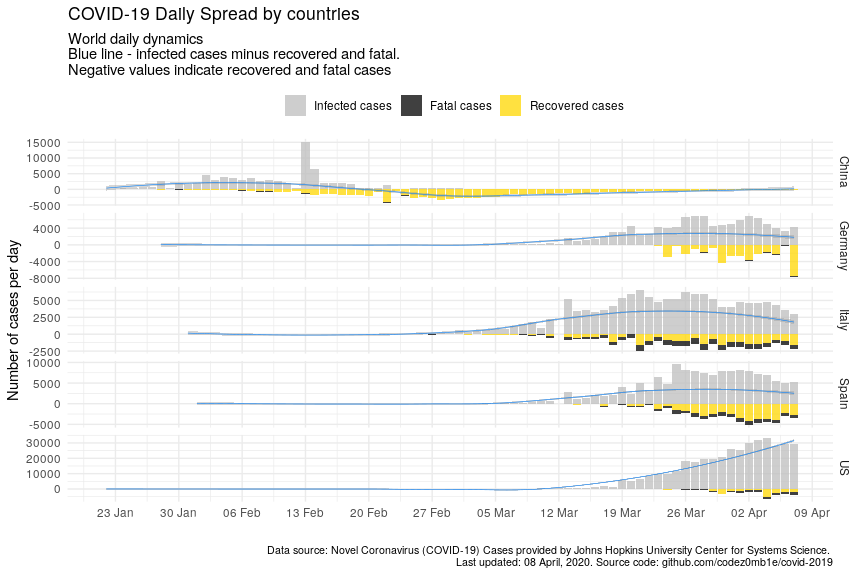 COVID-19 Daily Spread by countries
World daily dynamics
Blue line - infected cases minus recovered and fatal.
Negative values indicate recovered and fatal cases
Infected cases Fatal cases Recovered cases
Number of cases per day
15000
10000
5000
0
-5000
China
4000
0
-4000
-8000
Germany
5000
2500
0
-2500
Italy
10000
5000
0
-5000
Spain
30000
20000
10000
0
US
23 Jan 30 Jan 06 Feb 13 Feb 20 Feb 27 Feb 05 Mar 12 Mar 19 Mar 26 Mar 02 Apr 09 Apr
Data source: Novel Coronavirus (COVID-19) Cases provided by Johns Hopkins University Center for Systems Science.
Last updated: 08 April, 2020. Source code: github.com/codez0mb1e/covid-2019